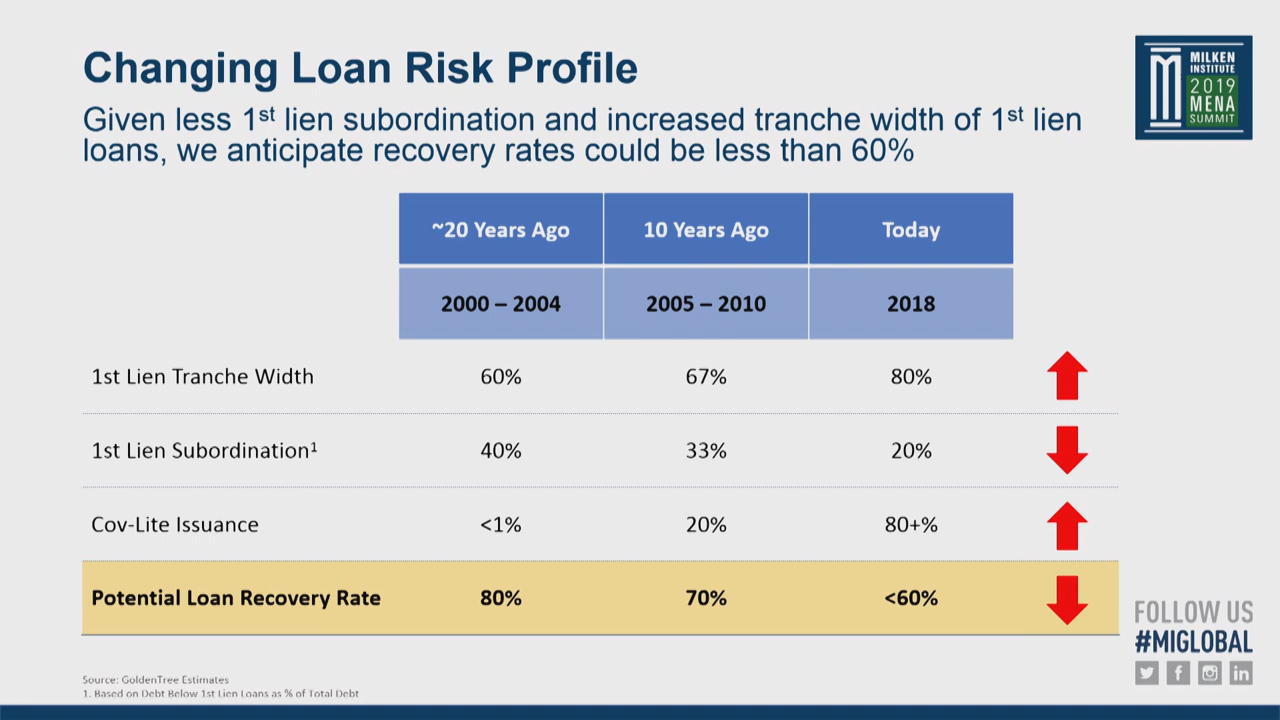 Changing Loan Risk Profile
Given less 1st lien subordination and increased tranche width of 1st lien
loans, we anticipate recovery rates could be less than 60%
MILKEN
INSTITUTE
2019
MENA
SUMMIT
~20 Years Ago 10 Years Ago Today
2000 – 2004 2005 – 2010 2018
1st Lien Tranche Width 60% 67% 80%
1st Lien Subordination¹ 40% 33% 20%
Cov-Lite Issuance <1% 20% 80+%
Potential Loan Recovery Rate 80% 70% <60%
FOLLOW US
#MIGLOBAL
Source: GoldenTree Estimates
1. Based on Debt Below 1st Lien Loans as % of Total Debt